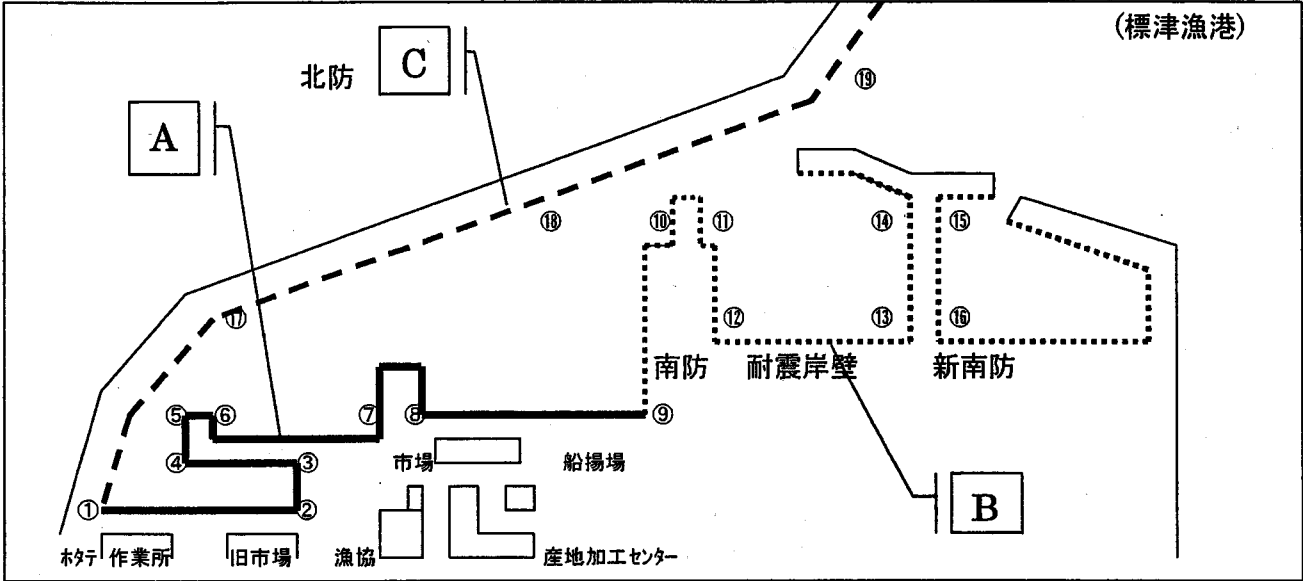 (標津漁港)
北防
C
⑲
A
⑱
⑩
⑪
⑭
⑮
⑰
⑫
⑬
⑯
南防
耐震岸壁
新南防
⑤
⑥
⑦
⑧
⑨
④
③
市場
船揚場
①
②
B
ホタテ 作業所
旧市場
漁協
産地加工センター